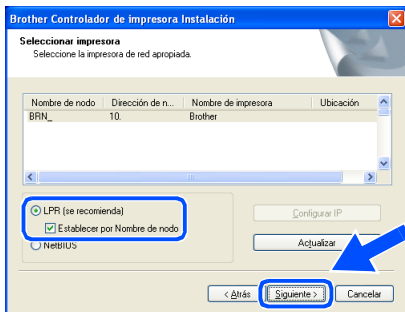 Brother Controlador de impresora Instalación
Seleccionar impresora
Seleccione la impresora de red apropiada.
Nombre de nodo Dirección de n... Nombre de impresora Ubicación
BRN_ 10. Brother
LPR (se recomienda)
Configurar IP
Establecer por Nombre de nodo
NetBIOS
Actualizar
< Atrás Siguiente > Cancelar